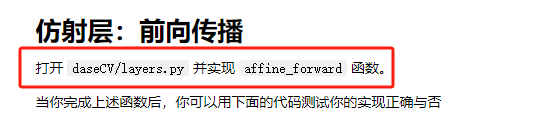 仿射层：前向传播
打开 daseCV/layers.py 并实现 affine_forward 函数。
当你完成上述函数后，你可以用下面的代码测试你的实现正确与否